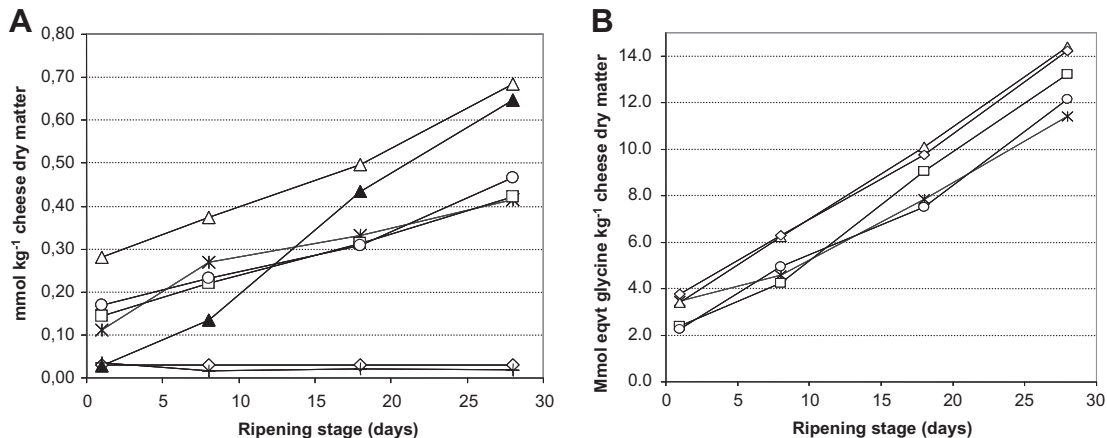 A
mmol kg-1 cheese dry matter
0,80
0,70
0,60
0,50
0,40
0,30
0,20
0,10
0,00
0 5 10 15 20 25 30
Ripening stage (days)
B
Mmol eqvt glycine kg-1 cheese dry matter
14.0
12.0
10.0
8.0
6.0
4.0
2.0
0.0
0 5 10 15 20 25 30
Ripening stage (days)